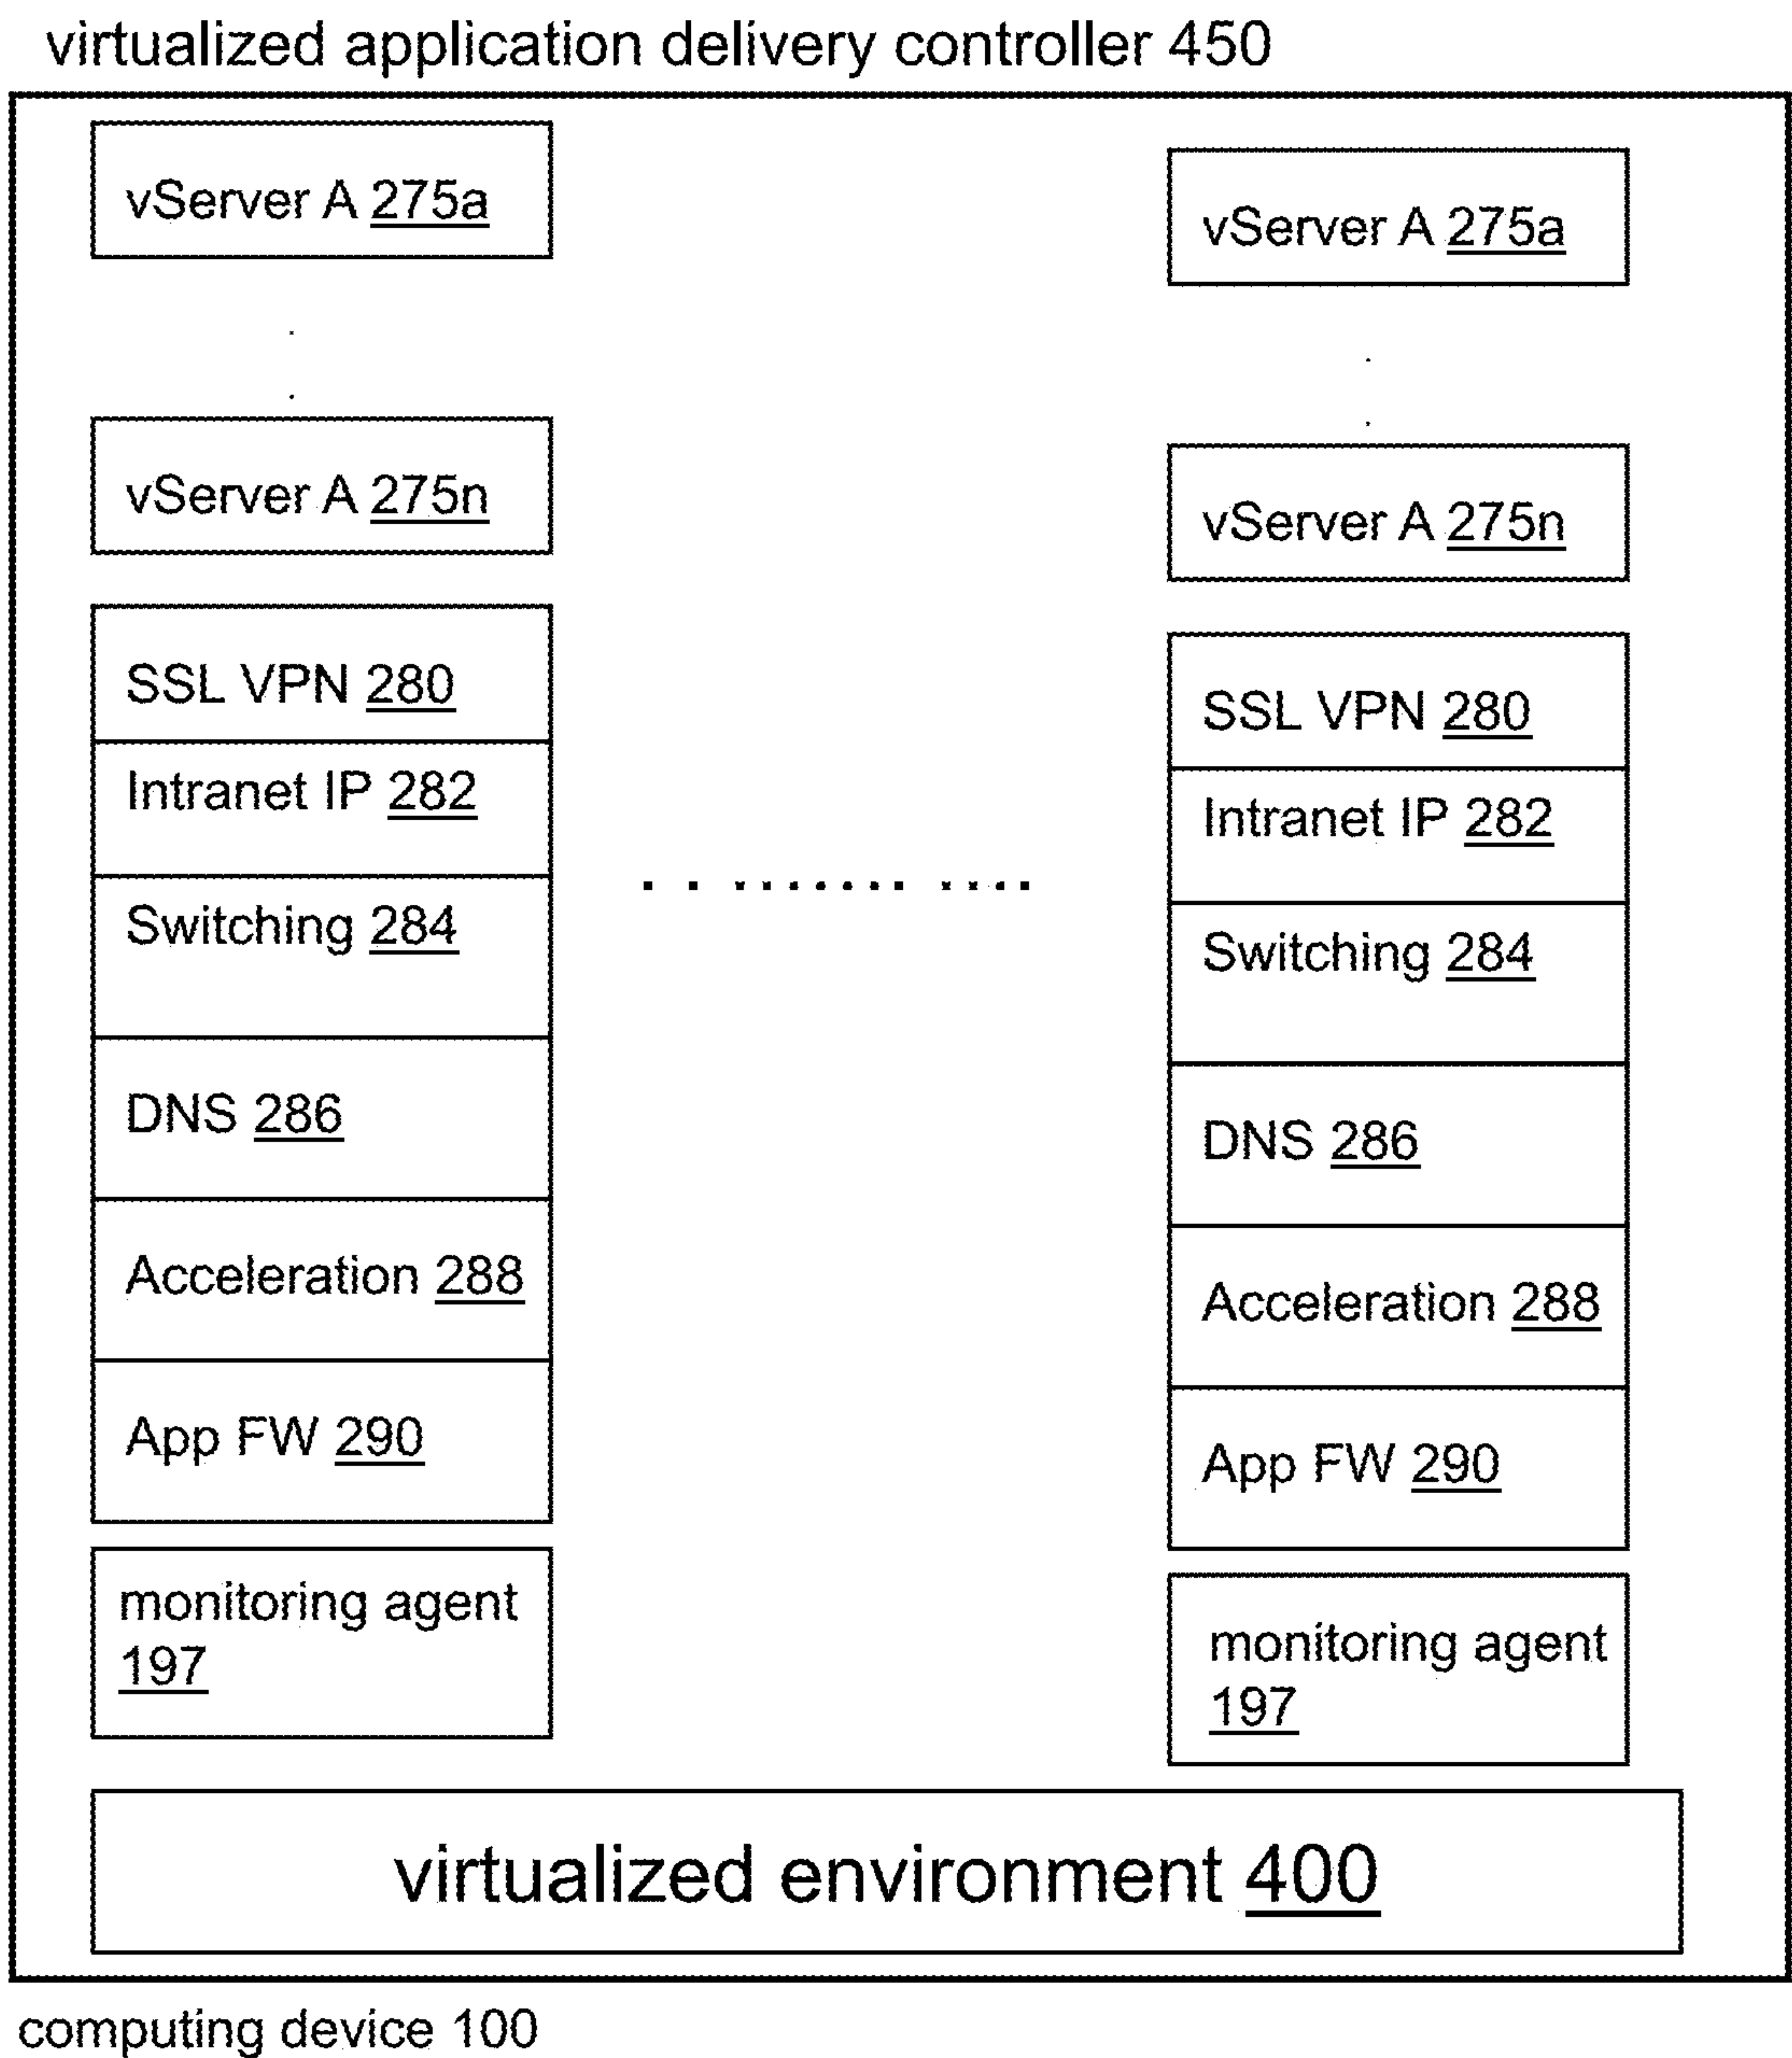 virtualized application delivery controller 450
vServer A 275a
vServer A 275n
SSL VPN 280
Intranet IP 282
Switching 284
DNS 286
Acceleration 288
App FW 290
monitoring agent
197
vServer A 275a
vServer A 275n
SSL VPN 280
Intranet IP 282
Switching 284
DNS 286
Acceleration 288
App FW 290
monitoring agent
197
virtualized environment 400
computing device 100